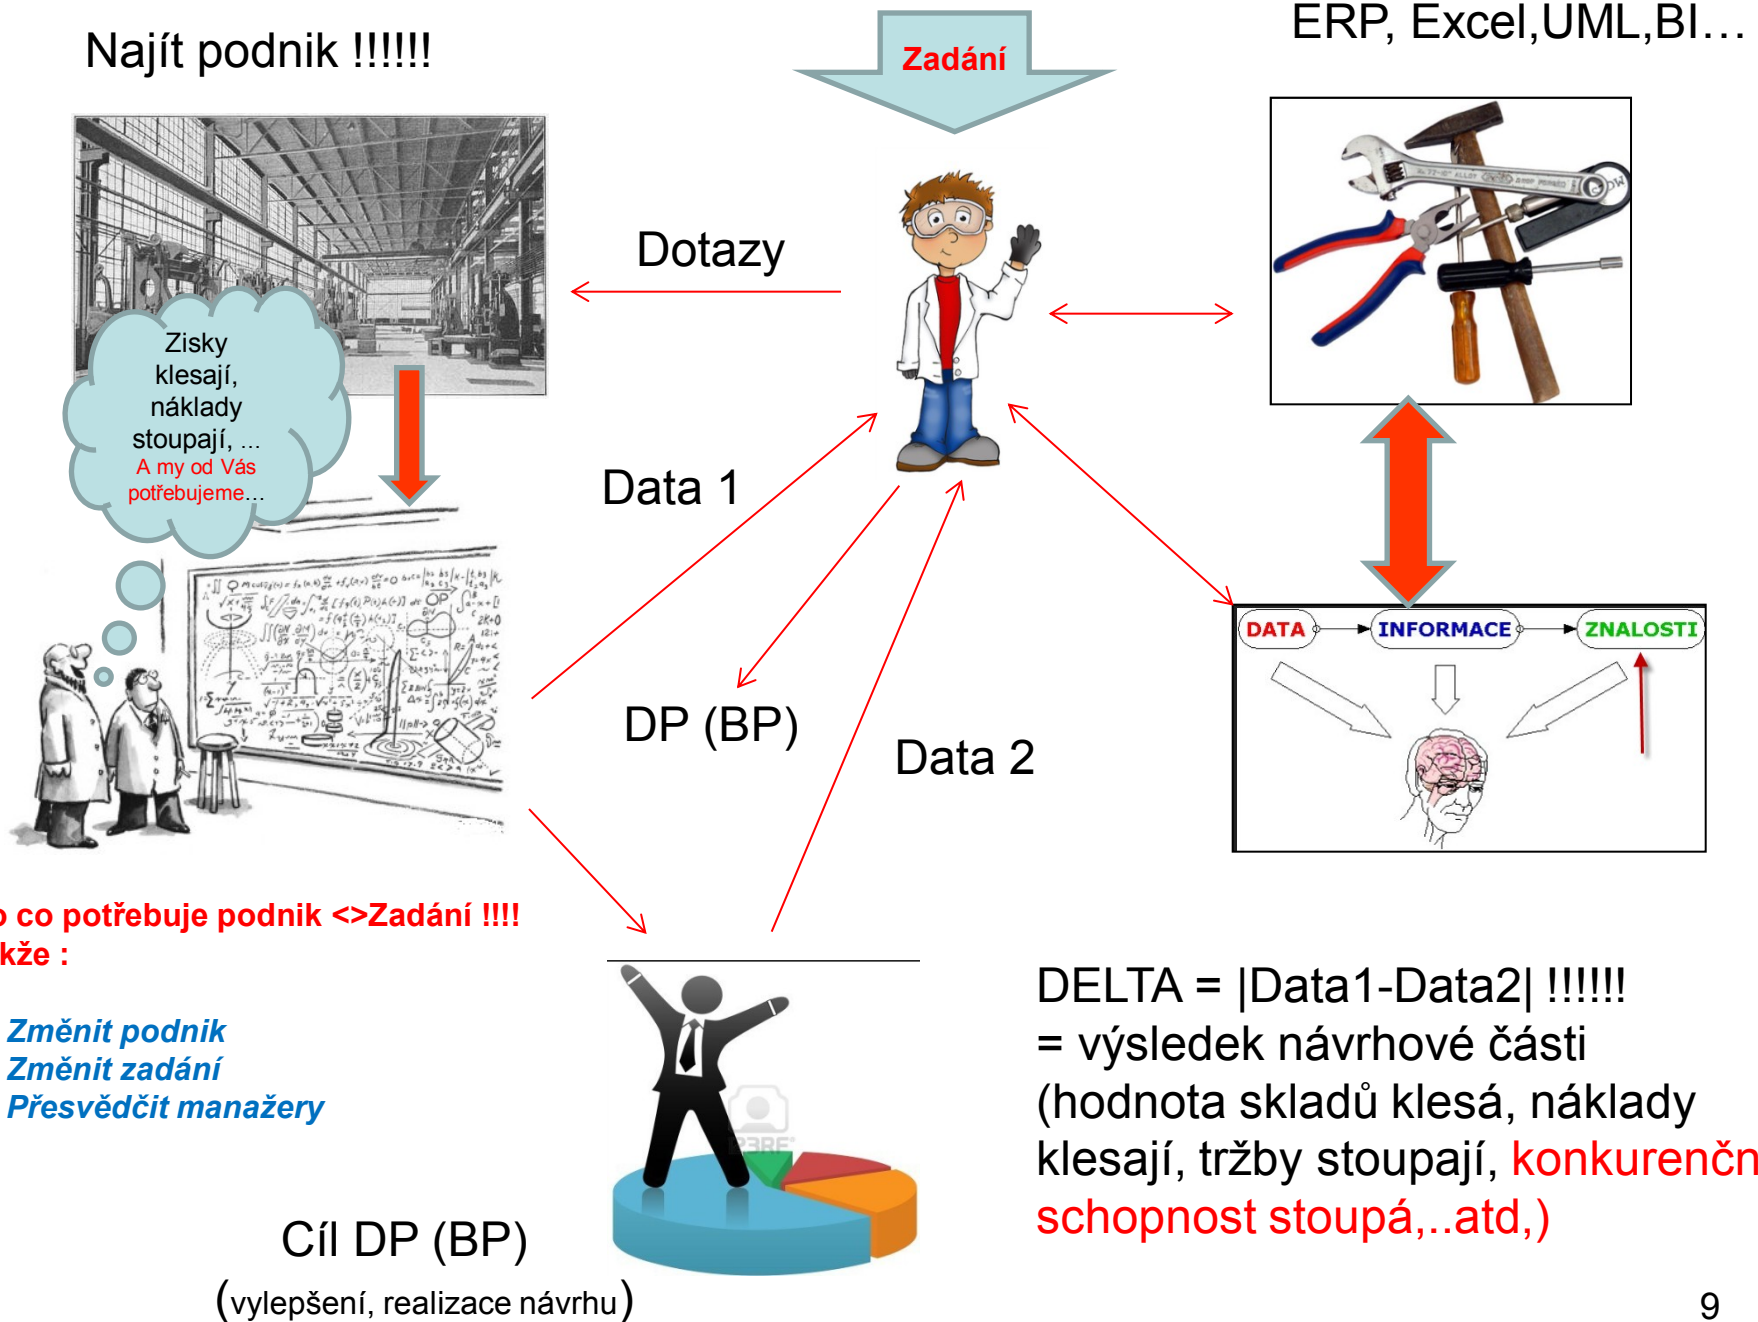 Najít podnik !!!!!!
Zadání
ERP, Excel,UML,BI…
Dotazy
Zisky
klesají,
náklady
stoupají, ...
A my od Vás
potřebujeme…
Data 1
DATA
INFORMACE
ZNALOSTI
DP (BP)
Data 2
o co potřebuje podnik <>Zadání !!!!
kže :
Změnit podnik
Změnit zadání
Přesvědčit manažery
DELTA = |Data1-Data2| !!!!!!
= výsledek návrhové části
(hodnota skladů klesá, náklady
klesají, tržby stoupají, konkurenčn
schopnost stoupá,..atd,)
Cíl DP (BP)
(vylepšení, realizace návrhu)
9